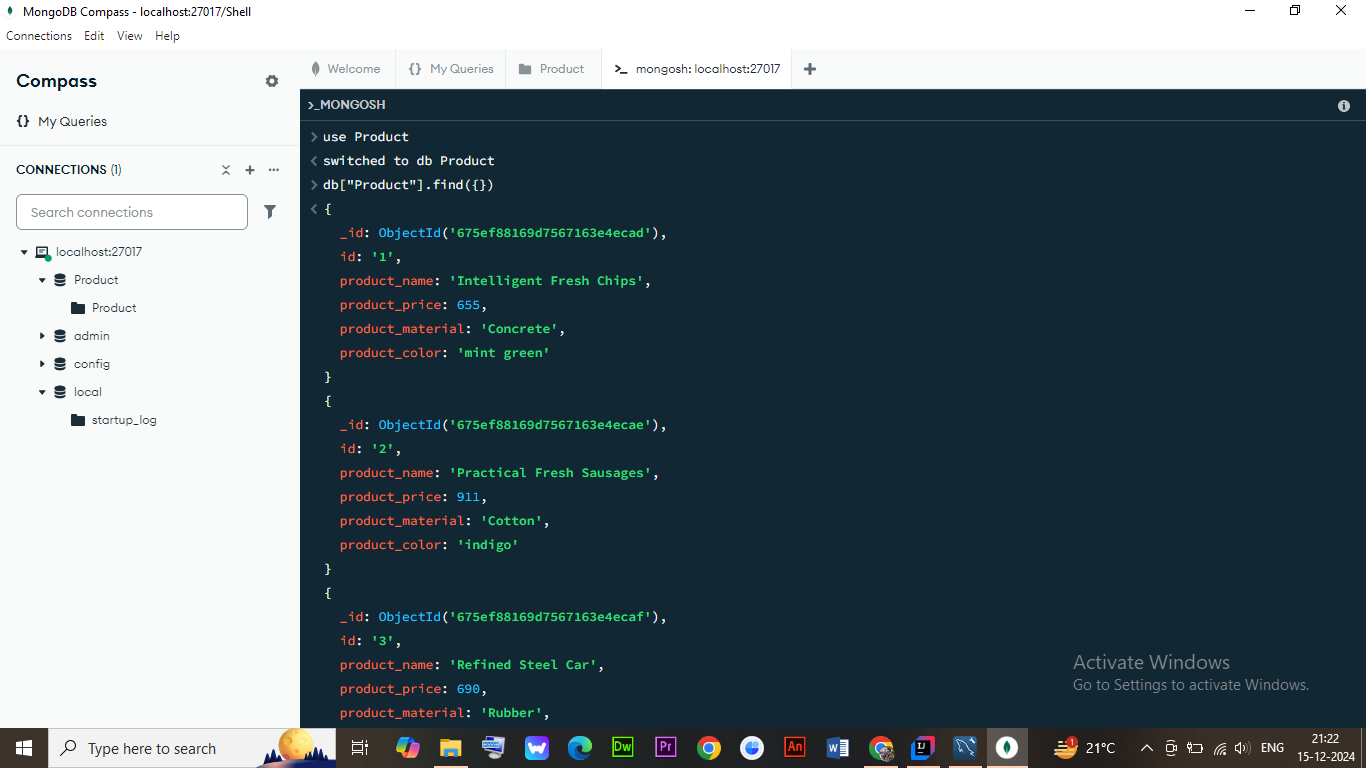 MongoDB Compass - localhost:27017/Shell
Connections Edit View Help
Compass
{} My Queries
CONNECTIONS (1)
Search connections
localhost:27017
Product
Product
admin
config
local
startup_log
Welcome {} My Queries Product >_ mongosh: localhost:27017 +
>_MONGOSH
> use Product
< switched to db Product
> db["Product"].find({})
< {
_id: ObjectId('675ef88169d7567163e4ecad'),
id: '1',
product_name: 'Intelligent Fresh Chips',
product_price: 655,
product_material: 'Concrete',
product_color: 'mint green'
}
{
_id: ObjectId('675ef88169d7567163e4ecae'),
id: '2',
product_name: 'Practical Fresh Sausages',
product_price: 911,
product_material: 'Cotton',
product_color: 'indigo'
}
{
_id: ObjectId('675ef88169d7567163e4ecaf'),
id: '3',
product_name: 'Refined Steel Car',
product_price: 690,
product_material: 'Rubber',
Activate Windows
Go to Settings to activate Windows.
Type here to search
Dw
Pr
An
W
IJ
1
21°C
ENG
21:22
15-12-2024